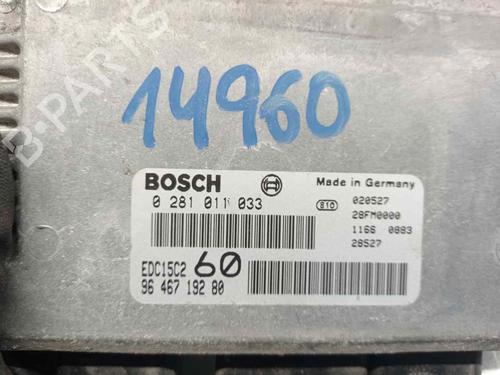 B-PARTS
14960
BOSCH Made in Germany
0 281 011 033 810 020527
28FM0000
1166 0883
28527
EDC15C2 60
96 467 192 80